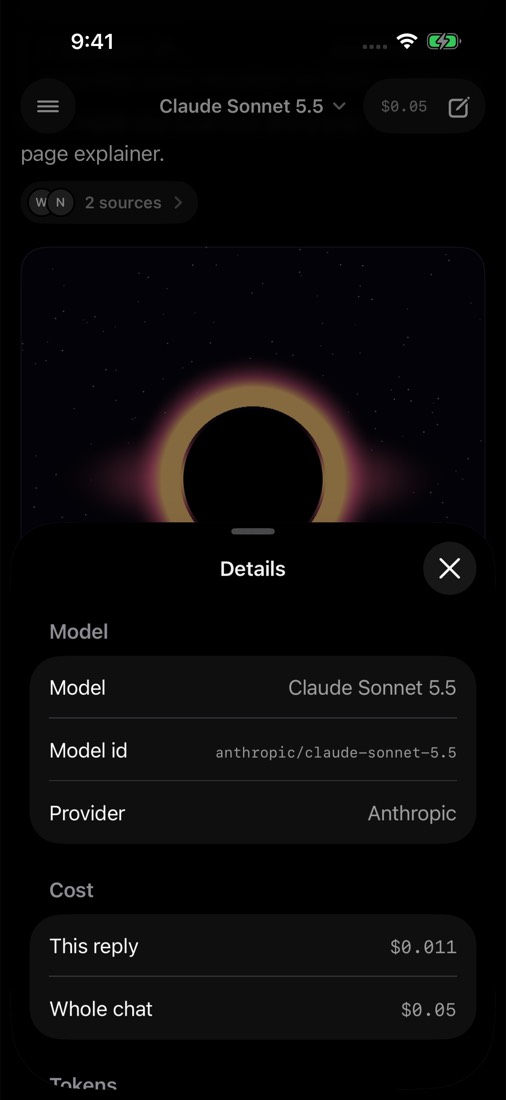 9:41
Claude Sonnet 5.5
$0.05
page explainer.
W N 2 sources
Details
Model
Model Claude Sonnet 5.5
Model id anthropic/claude-sonnet-5.5
Provider Anthropic
Cost
This reply $0.011
Whole chat $0.05
Tokens